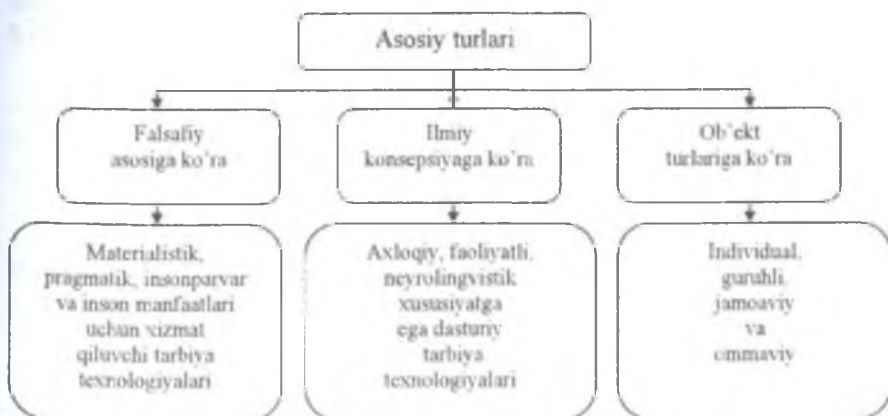 Asosiy turlari
Falsafiy
asosiga ko'ra
Ilmiy
konsepsiyaga ko'ra
Ob'ekt
turlariga ko'ra
Materialistik,
pragmatik, insonparvar
va inson manfaatlari
uchun xizmat
qiluvchi tarbiya
texnologiyalari
Axloqiy, faoliyatli,
neyrolingvistik
xususiyatga
ega dasturiy
tarbiya
texnologiyalari
Individual,
guruhli,
jamoaviy
va
ommaviy